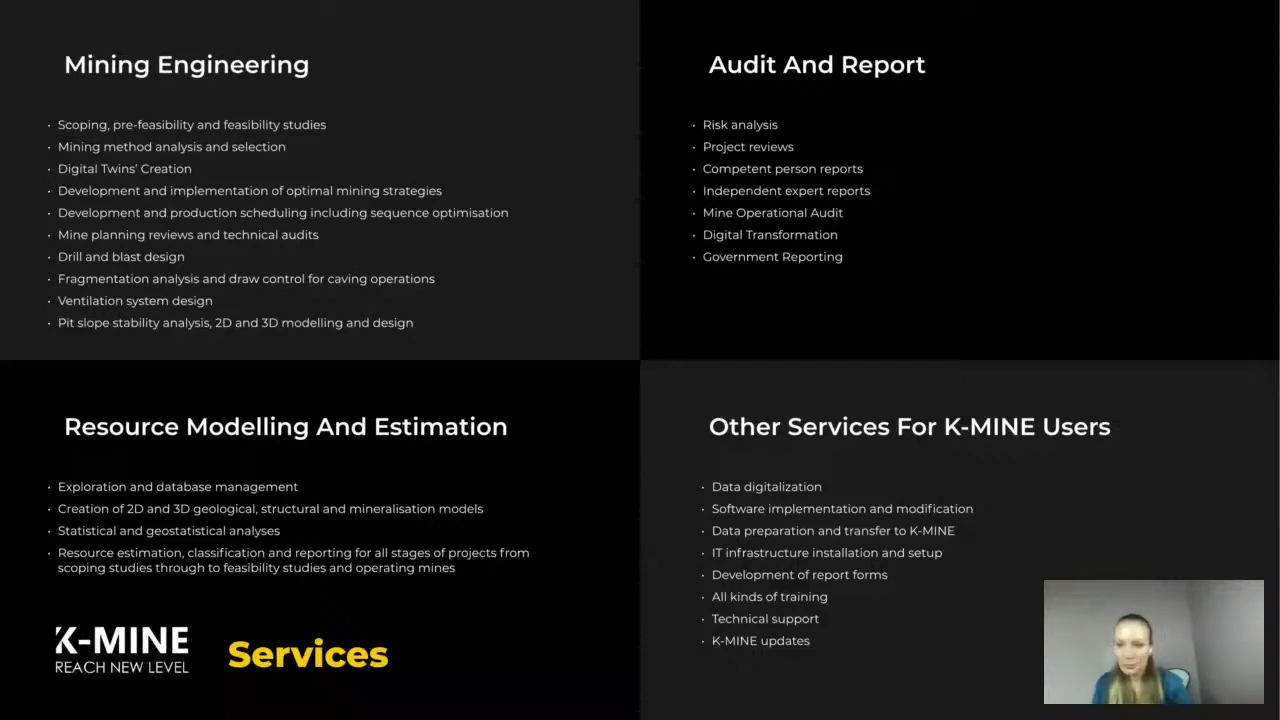 Mining Engineering
• Scoping, pre-feasibility and feasibility studies
• Mining method analysis and selection
• Digital Twins’ Creation
• Development and implementation of optimal mining strategies
• Development and production scheduling including sequence optimisation
• Mine planning reviews and technical audits
• Drill and blast design
• Fragmentation analysis and draw control for caving operations
• Ventilation system design
• Pit slope stability analysis, 2D and 3D modelling and design
Audit And Report
• Risk analysis
• Project reviews
• Competent person reports
• Independent expert reports
• Mine Operational Audit
• Digital Transformation
• Government Reporting
Resource Modelling And Estimation
• Exploration and database management
• Creation of 2D and 3D geological, structural and mineralisation models
• Statistical and geostatistical analyses
• Resource estimation, classification and reporting for all stages of projects from
scoping studies through to feasibility studies and operating mines
K-MINE
REACH NEW LEVEL
Services
Other Services For K-MINE Users
• Data digitalization
• Software implementation and modification
• Data preparation and transfer to K-MINE
• IT infrastructure installation and setup
• Development of report forms
• All kinds of training
• Technical support
• K-MINE updates